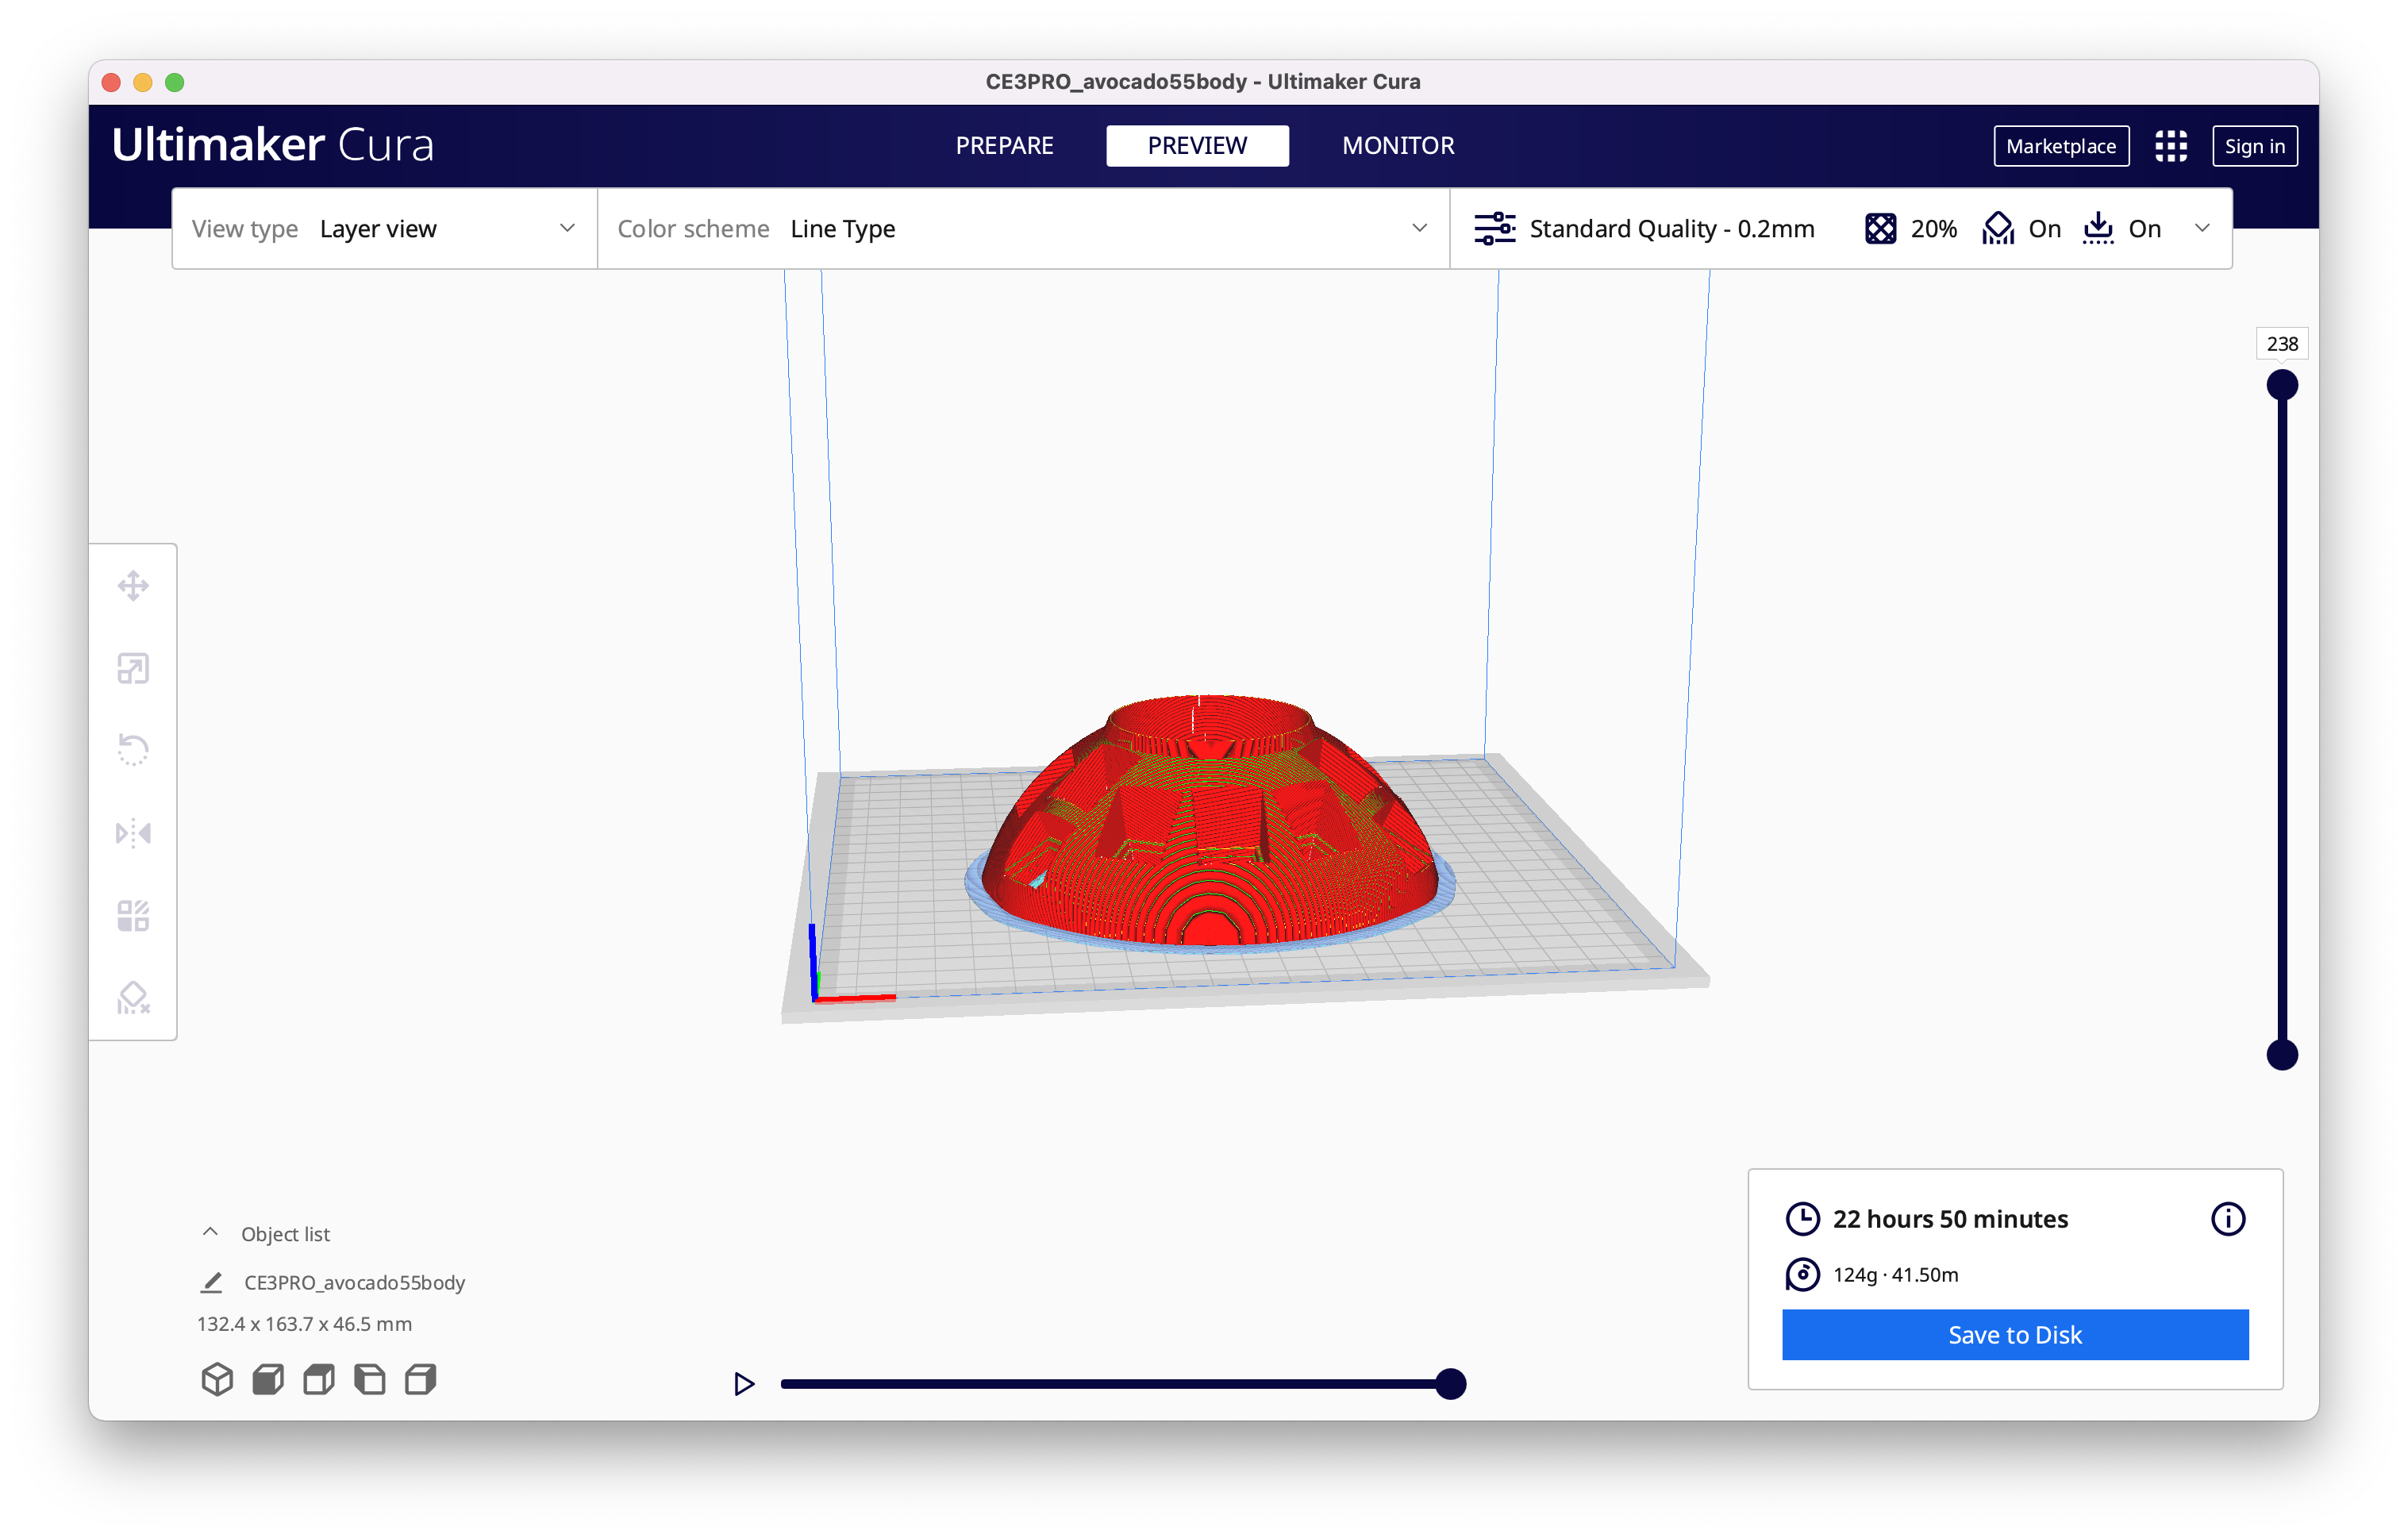 CE3PRO_avocado55body - Ultimaker Cura
Ultimaker Cura
PREPARE
PREVIEW
MONITOR
Marketplace
Sign in
View type Layer view
Color scheme Line Type
Standard Quality - 0.2mm
20%
On
On
238
Object list
CE3PRO_avocado55body
132.4 x 163.7 x 46.5 mm
22 hours 50 minutes
124g · 41.50m
Save to Disk